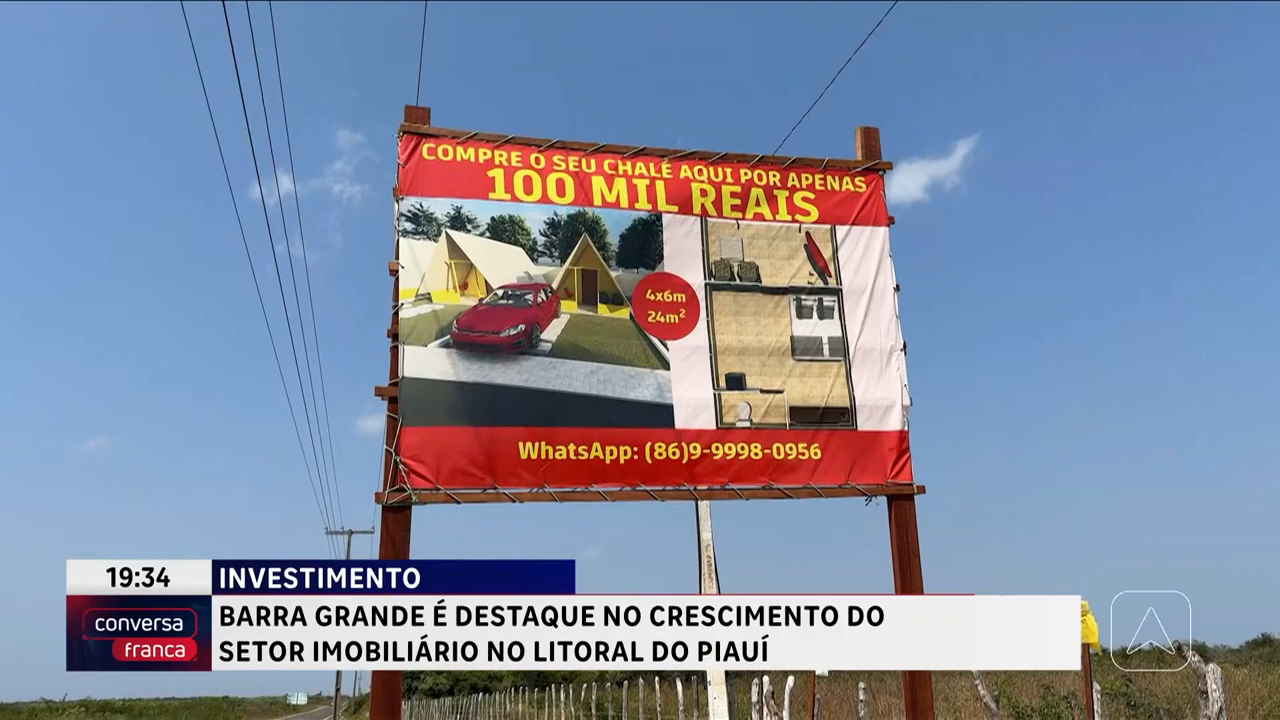 COMPRE O SEU CHALÉ AQUI POR APENAS
100 MIL REAIS
4x6m
24m²
WhatsApp: (86)9-9998-0956
19:34
INVESTIMENTO
conversa
franca
BARRA GRANDE É DESTAQUE NO CRESCIMENTO DO
SETOR IMOBILIÁRIO NO LITORAL DO PIAUÍ